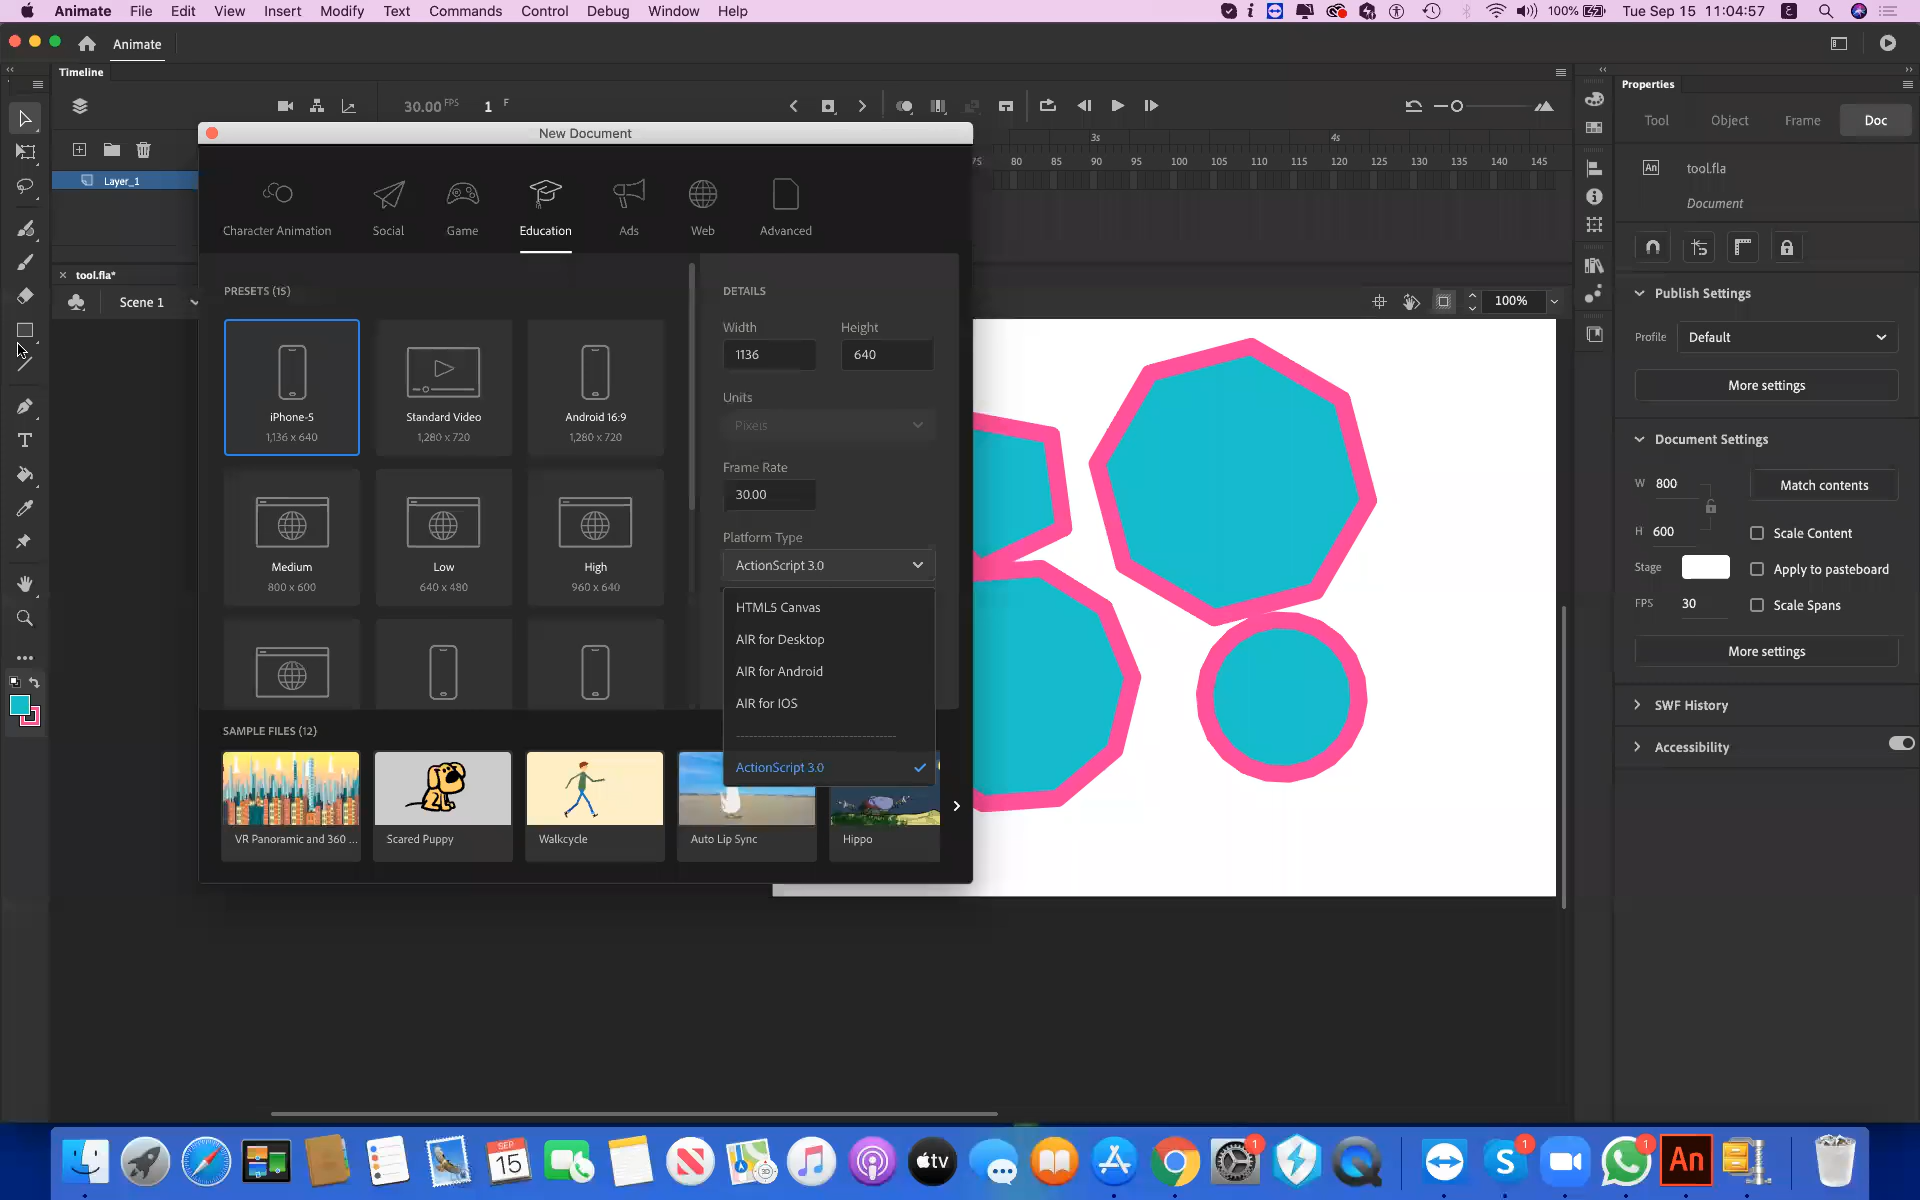 Animate File Edit View Insert Modify Text Commands Control Debug Window Help 100% Tue Sep 15 11:04:57
Animate
Timeline
30.00 FPS 1 F
New Document
3s 4s
75 80 85 90 95 100 105 110 115 120 125 130 135 140 145
Layer_1
Character Animation Social Game Education Ads Web Advanced
tool.fla*
Scene 1
100%
PRESETS (15)
iPhone-5
1,136 x 640
Standard Video
1,280 x 720
Android 16:9
1,280 x 720
Medium
800 x 600
Low
640 x 480
High
960 x 640
DETAILS
Width Height
1136 640
Units
Pixels
Frame Rate
30.00
Platform Type
ActionScript 3.0
HTML5 Canvas
AIR for Desktop
AIR for Android
AIR for IOS
ActionScript 3.0
SAMPLE FILES (12)
VR Panoramic and 360 ...
Scared Puppy
Walkcycle
Auto Lip Sync
Hippo
Properties
Tool Object Frame Doc
An tool.fla
Document
Publish Settings
Profile Default
More settings
Document Settings
W 800
Match contents
H 600
Scale Content
Stage
Apply to pasteboard
FPS 30
Scale Spans
More settings
SWF History
Accessibility
SEP
15
3D
tv
1
1
1
An